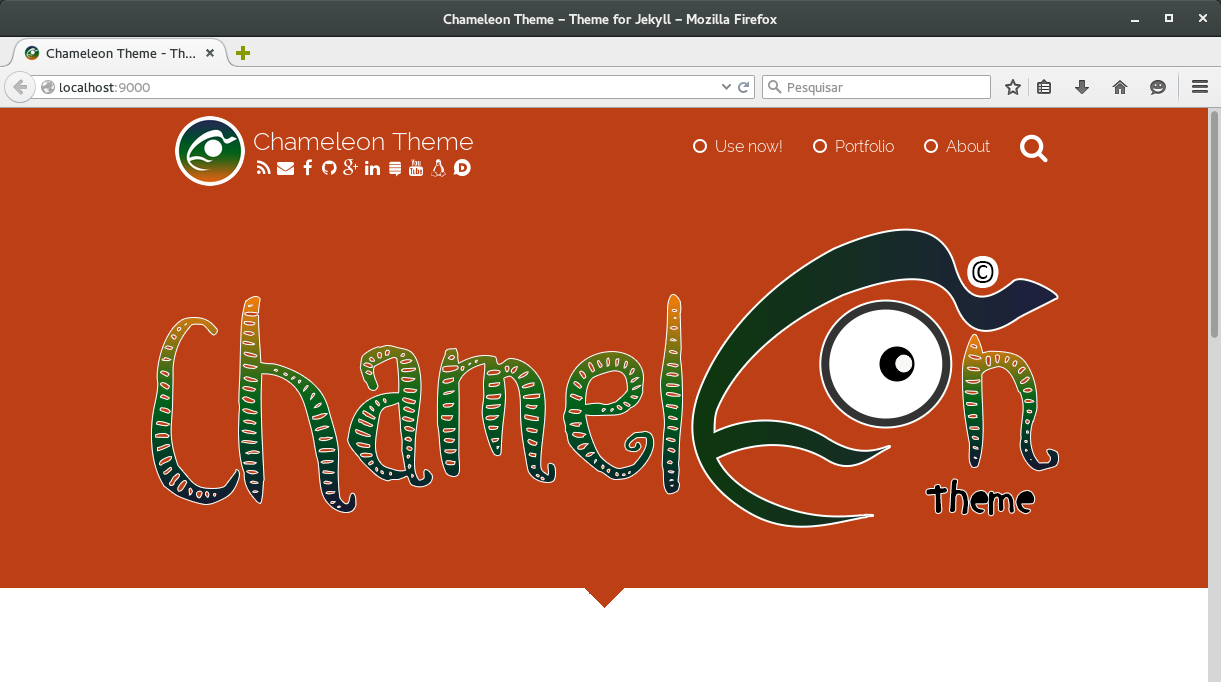 Chameleon Theme – Theme for Jekyll – Mozilla Firefox
Chameleon Theme - Th...
localhost:9000
Pesquisar
Chameleon Theme
Use now!
Portfolio
About
©
chameleon
theme